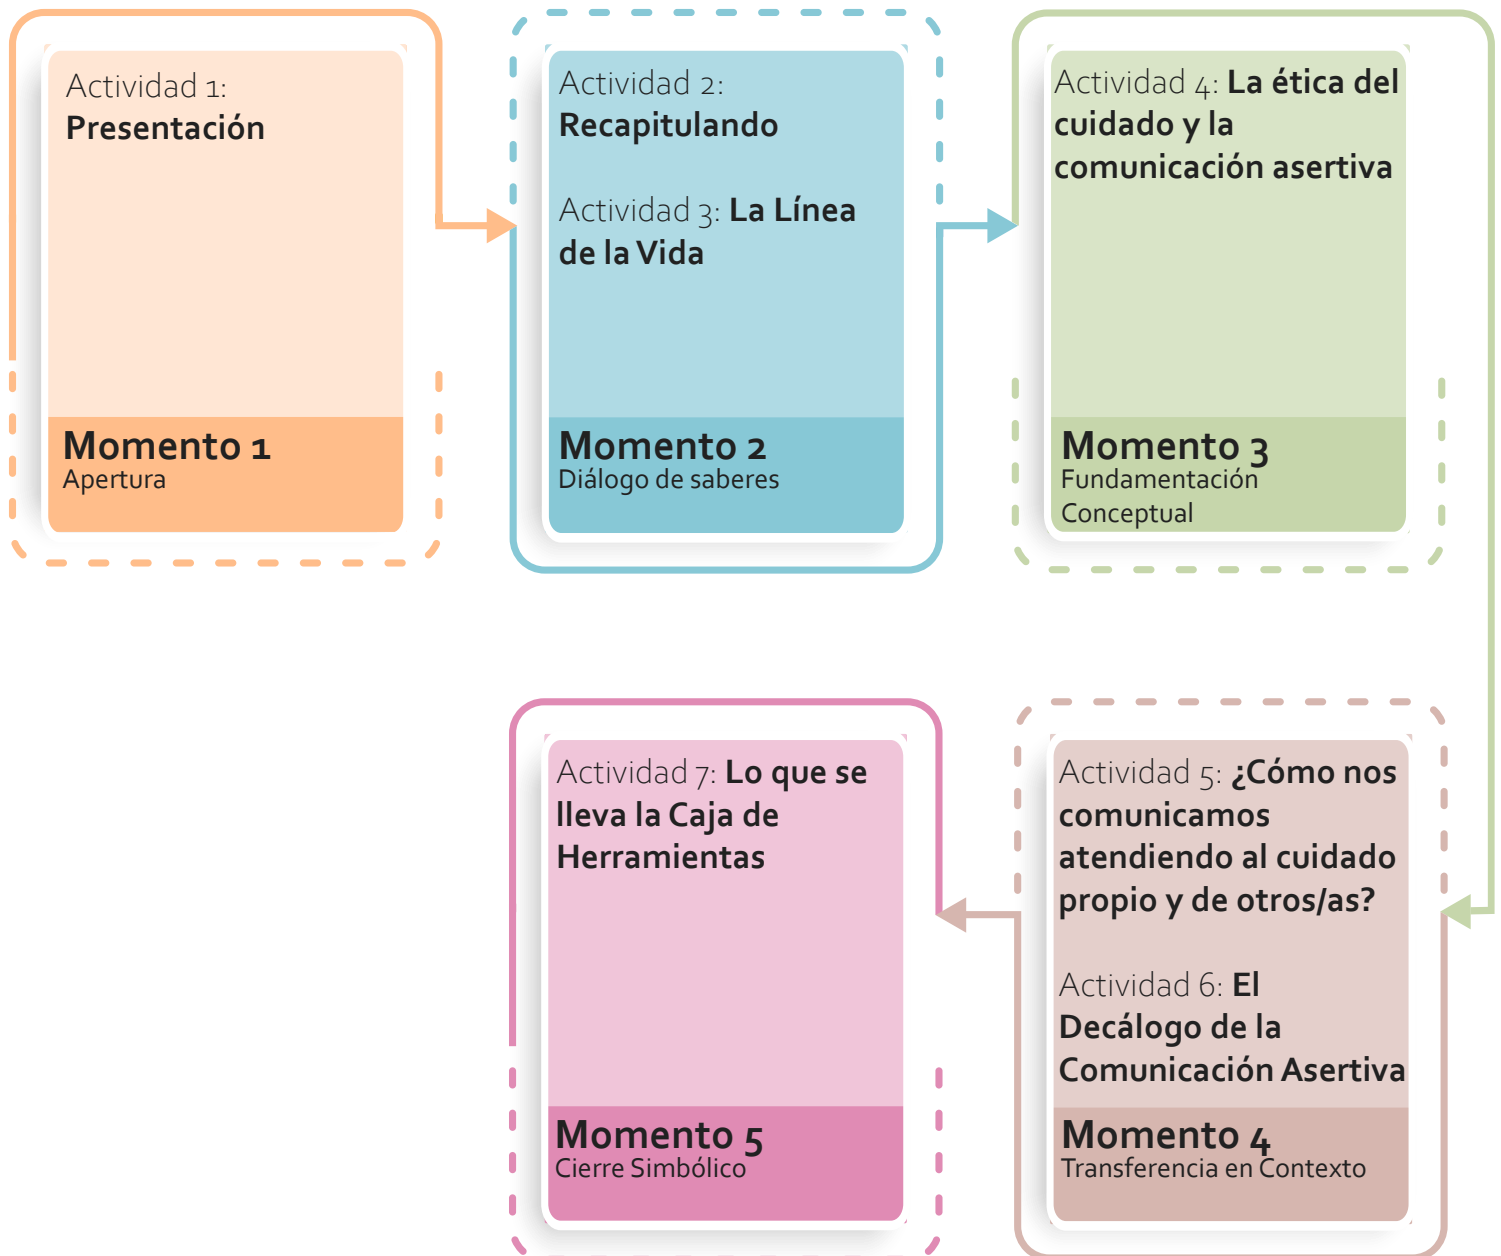 Actividad 1:
Presentación
Momento 1
Apertura
Actividad 2:
Recapitulando
Actividad 3: La Línea
de la Vida
Momento 2
Diálogo de saberes
Actividad 4: La ética del
cuidado y la
comunicación asertiva
Momento 3
Fundamentación
Conceptual
Actividad 5: ¿Cómo nos
comunicamos
atendiendo al cuidado
propio y de otros/as?
Actividad 6: El
Decálogo de la
Comunicación Asertiva
Momento 4
Transferencia en Contexto
Actividad 7: Lo que se
lleva la Caja de
Herramientas
Momento 5
Cierre Simbólico